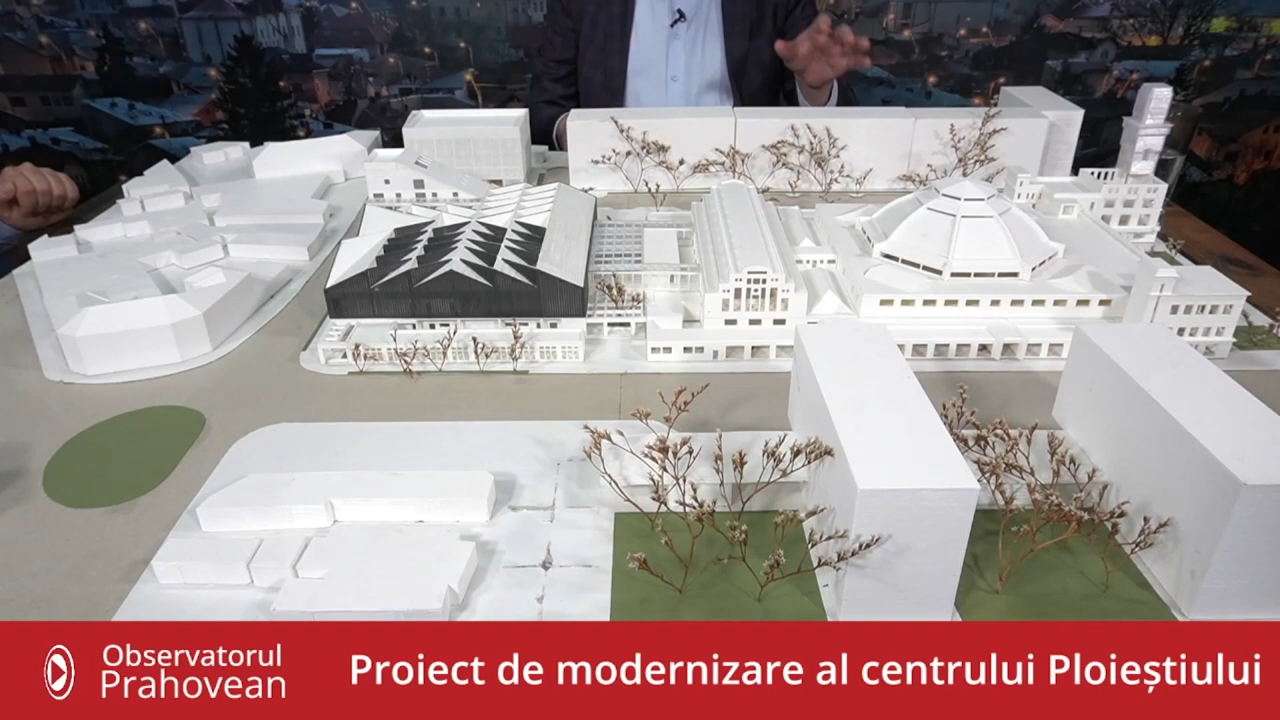 Observatorul
Prahovean
Proiect de modernizare al centrului Ploieștiului